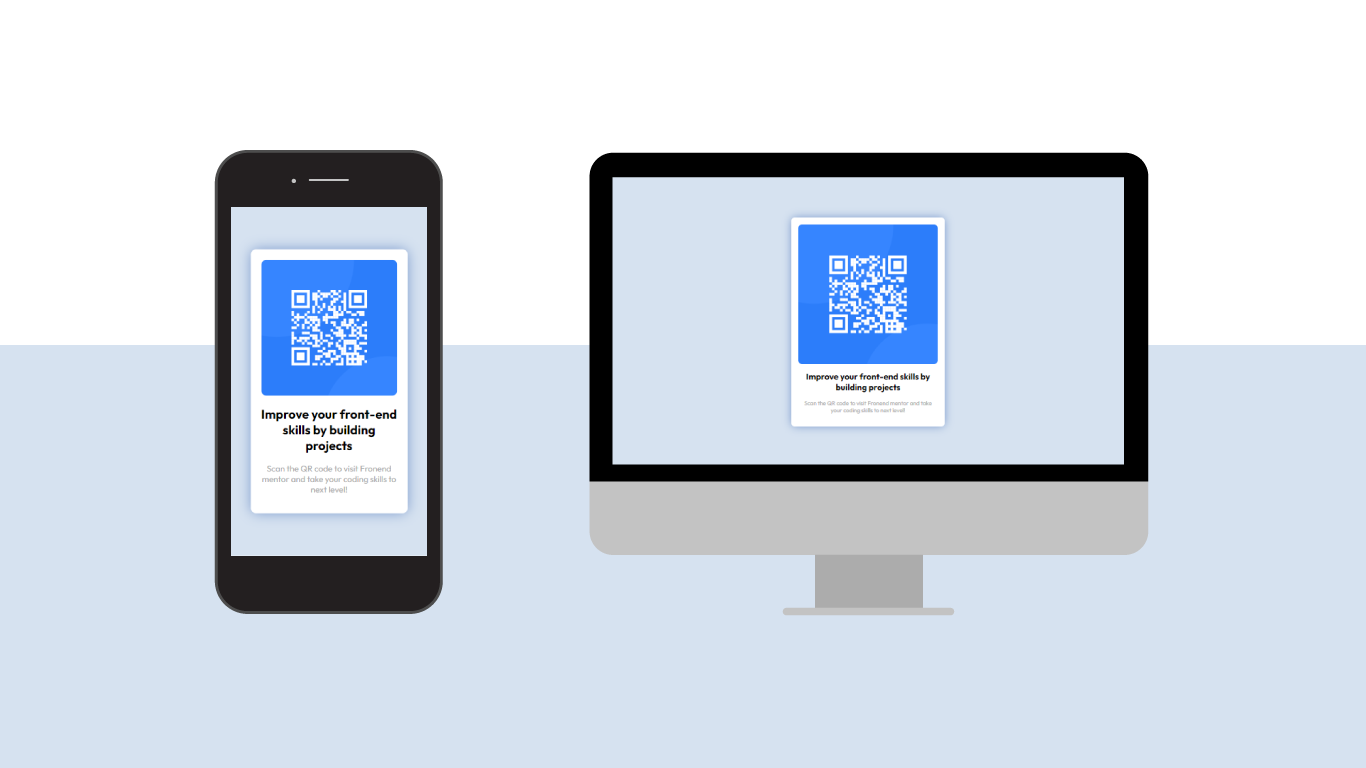 Improve your front-end
skills by building
projects
Scan the QR code to visit Fronend
mentor and take your coding skills to
next level!
Improve your front-end skills by
building projects
Scan the QR code to visit Fronend mentor and take
your coding skills to next level!